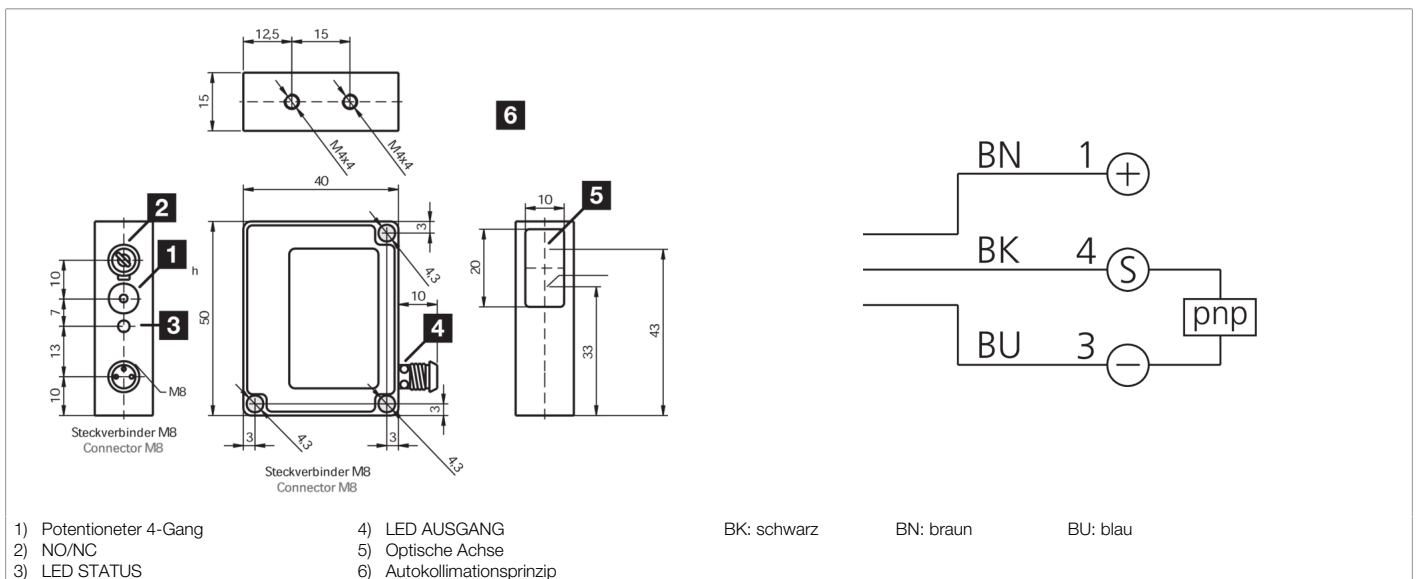 12,5 15
15
M4x4 M4x4
6
40
2
1
h
3
10
7
13
10
M8
Steckverbinder M8
Connector M8
50
3
4,3
10
4
3
3
4,3
3
4,3
Steckverbinder M8
Connector M8
10
5
20
33
43
BN 1 +
BK 4 S
pnp
BU 3 −
1) Potentioneter 4-Gang
2) NO/NC
3) LED STATUS
4) LED AUSGANG
5) Optische Achse
6) Autokollimationsprinzip
BK: schwarz BN: braun BU: blau